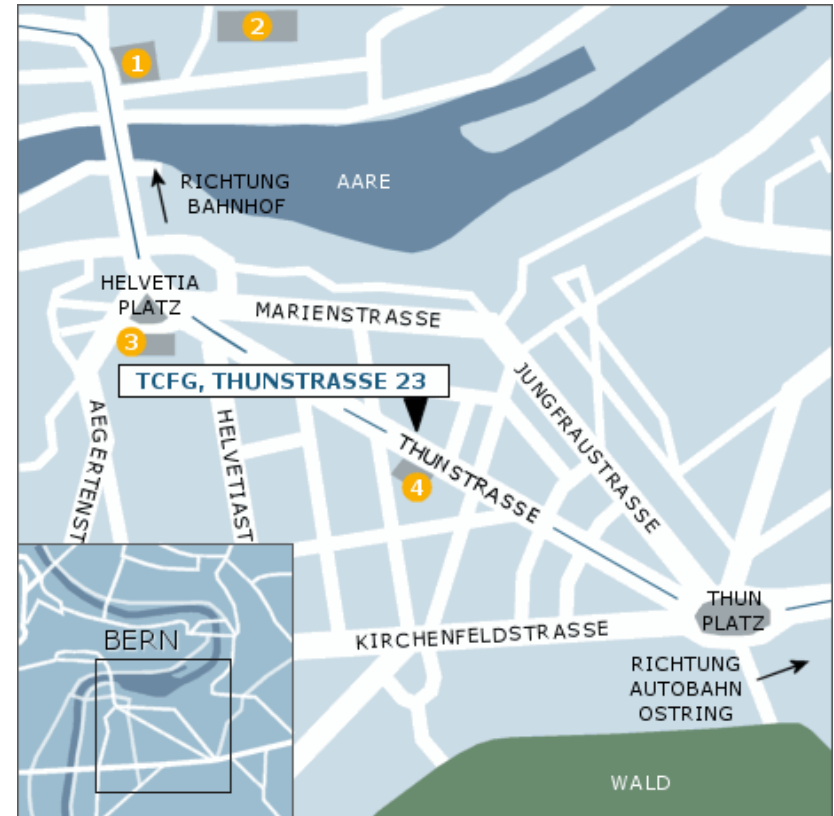 2
1
RICHTUNG
BAHNHOF
AARE
HELVETIA
PLATZ
MARIENSTRASSE
3
TCFG, THUNSTRASSE 23
JUNGFRAUSTRASSE
AEGERTENST
HELVETIAST
THUNSTRASSE
4
THUN
PLATZ
KIRCHENFELDSTRASSE
BERN
RICHTUNG
AUTOBAHN
OSTRING
WALD